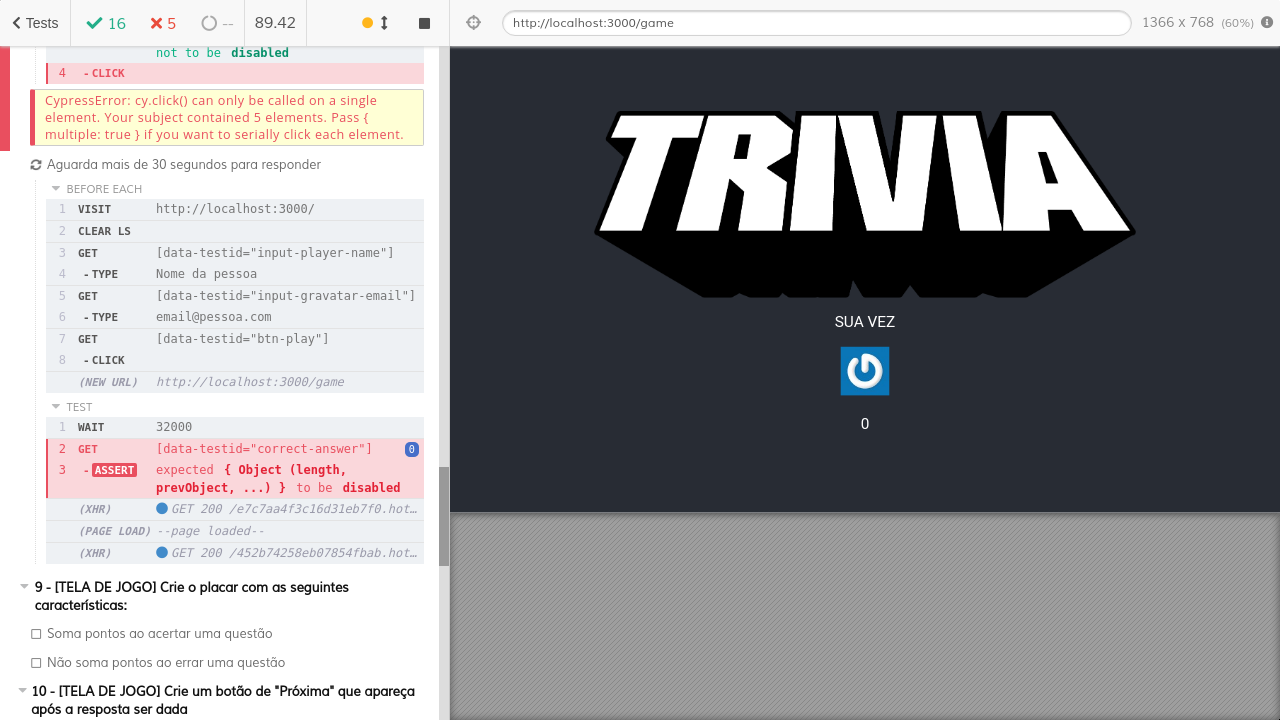 Tests
16
5
--
89.42
http://localhost:3000/game
1366 x 768 (60%)
not to be disabled
4 - CLICK
CypressError: cy.click() can only be called on a single
element. Your subject contained 5 elements. Pass {
multiple: true } if you want to serially click each element.
Aguarda mais de 30 segundos para responder
BEFORE EACH
1 VISIT http://localhost:3000/
2 CLEAR LS
3 GET [data-testid="input-player-name"]
4 - TYPE Nome da pessoa
5 GET [data-testid="input-gravatar-email"]
6 - TYPE email@pessoa.com
7 GET [data-testid="btn-play"]
8 - CLICK
(NEW URL) http://localhost:3000/game
TEST
1 WAIT 32000
2 GET [data-testid="correct-answer"] 0
3 - ASSERT expected { Object (length,
prevObject, ...) } to be disabled
(XHR) GET 200 /e7c7aa4f3c16d31eb7f0.hot…
(PAGE LOAD) --page loaded--
(XHR) GET 200 /452b74258eb07854fbab.hot…
9 - [TELA DE JOGO] Crie o placar com as seguintes
características:
Soma pontos ao acertar uma questão
Não soma pontos ao errar uma questão
10 - [TELA DE JOGO] Crie um botão de "Próxima" que apareça
após a resposta ser dada
TRIVIA
SUA VEZ
0